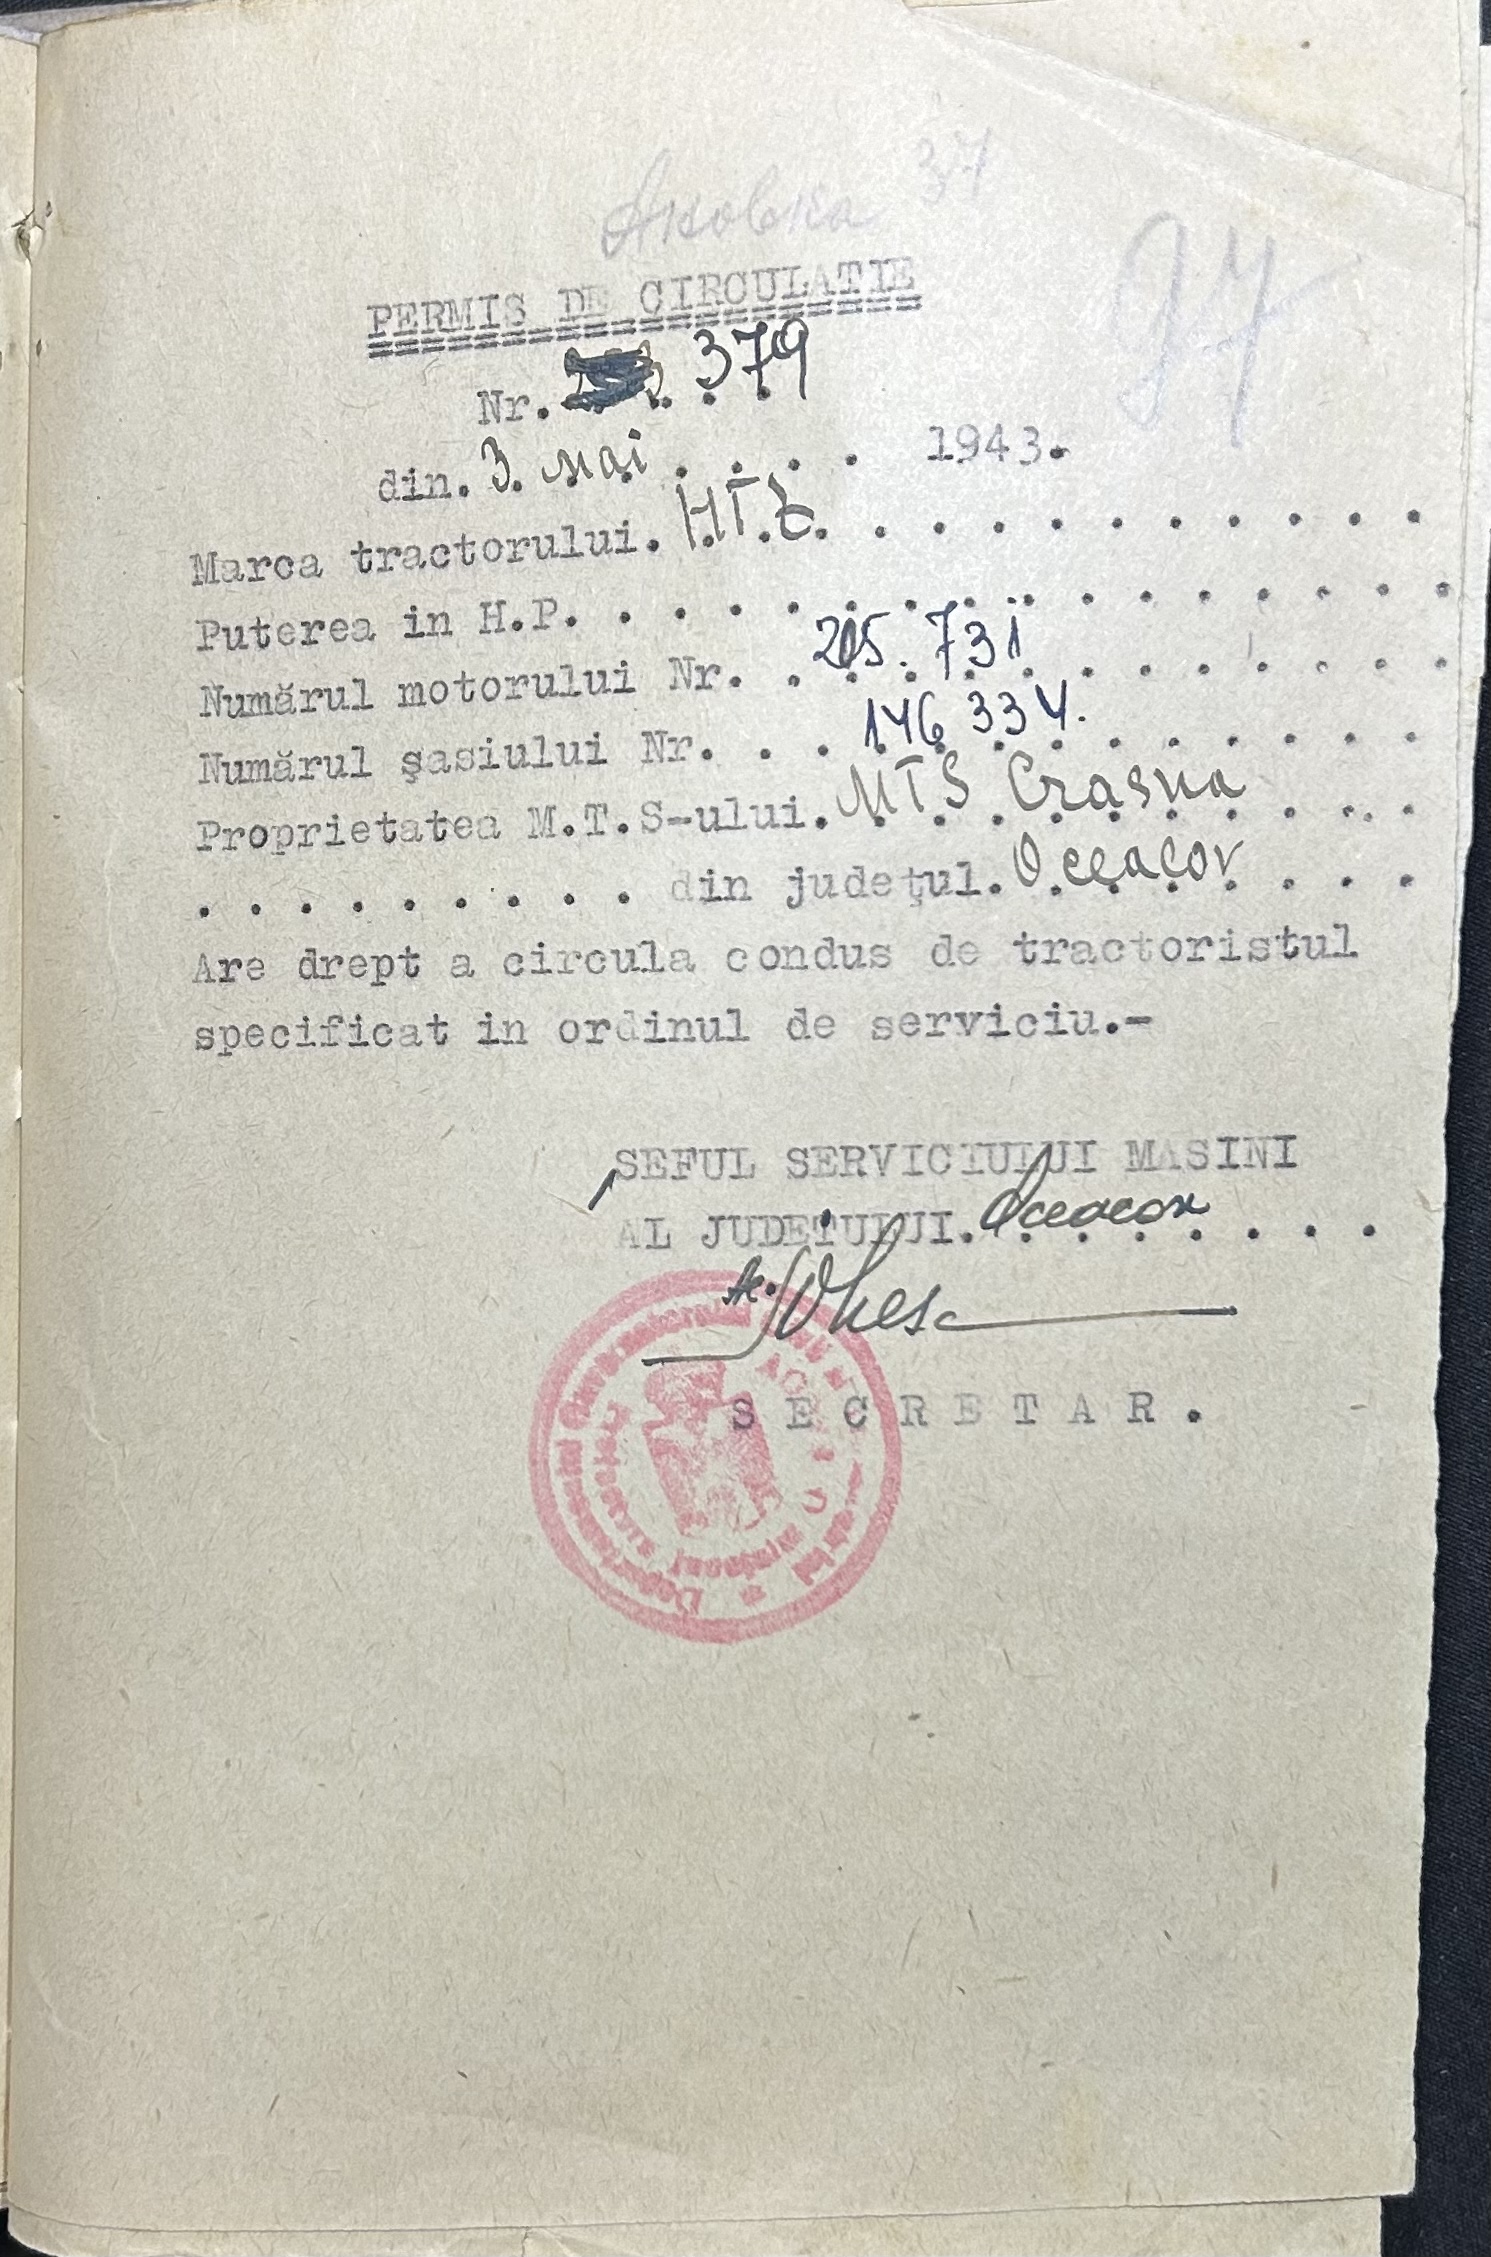 37
PERMIS DE CIRCULATIE
Nr. 379
din. 3. mai . . . . 1943.
Marca tractorului. H.T.Z. . . . . . . . . . .
Puterea in H.P. . . . . . . . . . . . . . . .
Numărul motorului Nr. . 205.731 . . . . . . .
Numărul şasiului Nr. . . . 146 334. . . . . .
Proprietatea M.T.S-ului. MTS Crasna . . . .
. . . . . . . . . din judeţul. Oceacov . . .
Are drept a circula condus de tractoristul
specificat in ordinul de serviciu.-
SEFUL SERVICIULUI MASINI
AL JUDEŢULUI. Oceacov . . . .
SECRETAR.